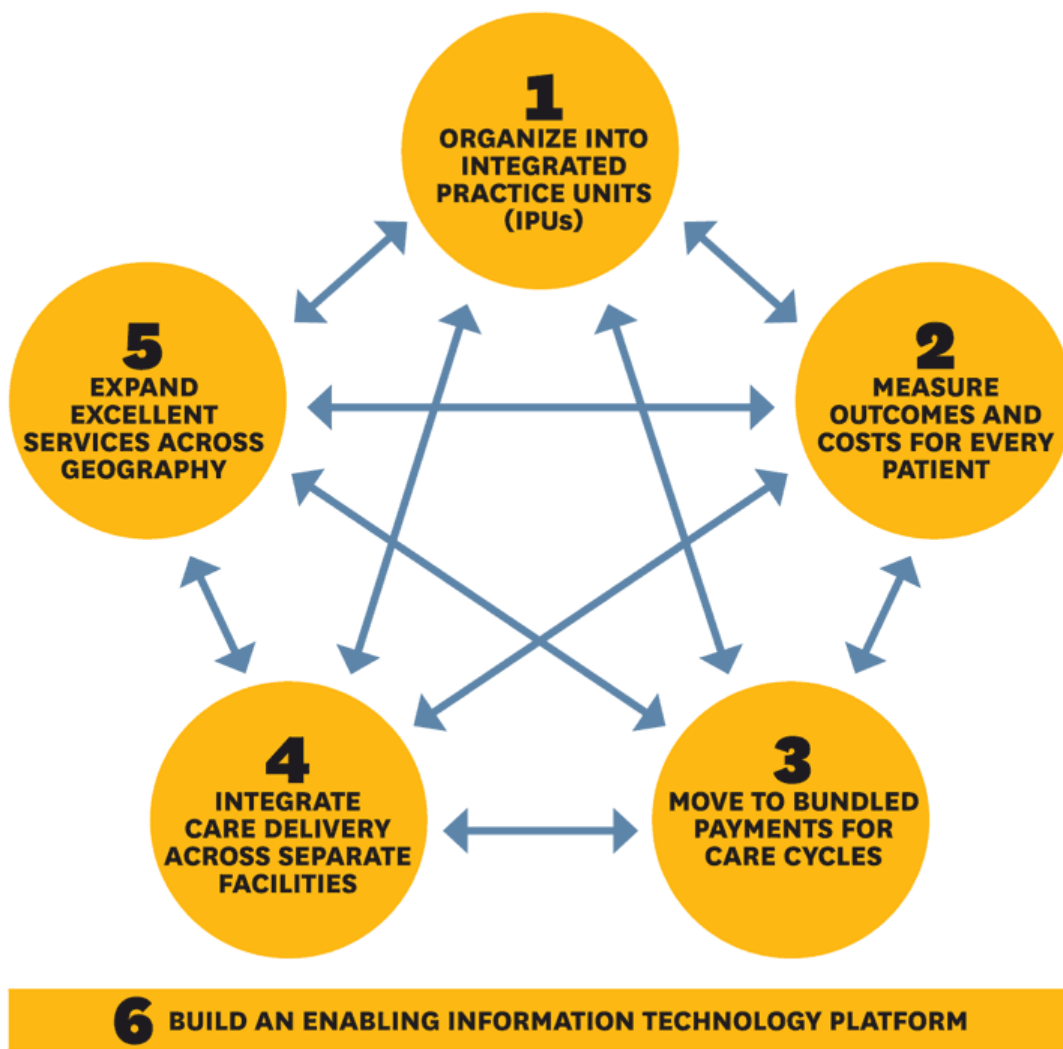 1
ORGANIZE INTO
INTEGRATED
PRACTICE UNITS
(IPUs)
2
MEASURE
OUTCOMES AND
COSTS FOR EVERY
PATIENT
3
MOVE TO BUNDLED
PAYMENTS FOR
CARE CYCLES
4
INTEGRATE
CARE DELIVERY
ACROSS SEPARATE
FACILITIES
5
EXPAND
EXCELLENT
SERVICES ACROSS
GEOGRAPHY
6 BUILD AN ENABLING INFORMATION TECHNOLOGY PLATFORM